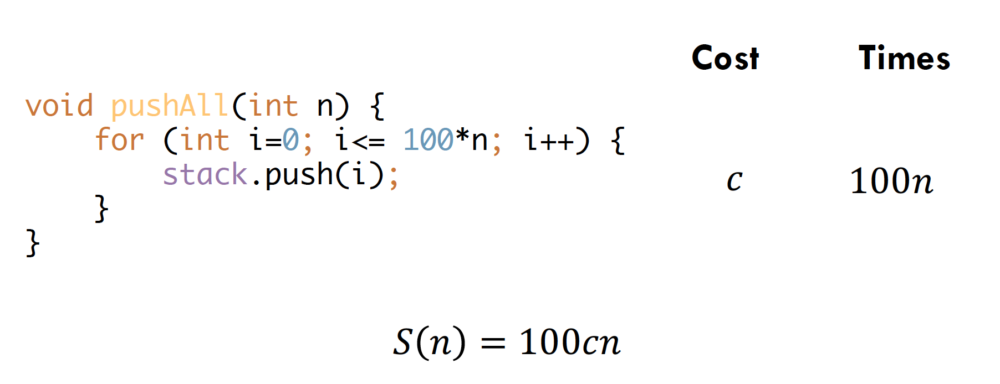 Cost Times
void pushAll(int n) {
for (int i=0; i<= 100*n; i++) {
stack.push(i); c 100n
}
}
S(n) = 100cn